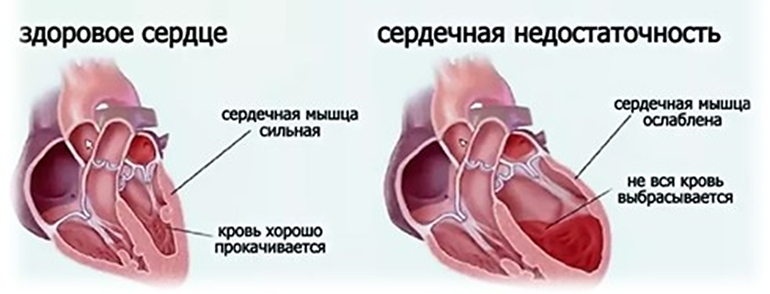 здоровое сердце
сердечная мышца
сильная
кровь хорошо
прокачивается
сердечная недостаточность
сердечная мышца
ослаблена
не вся кровь
выбрасывается